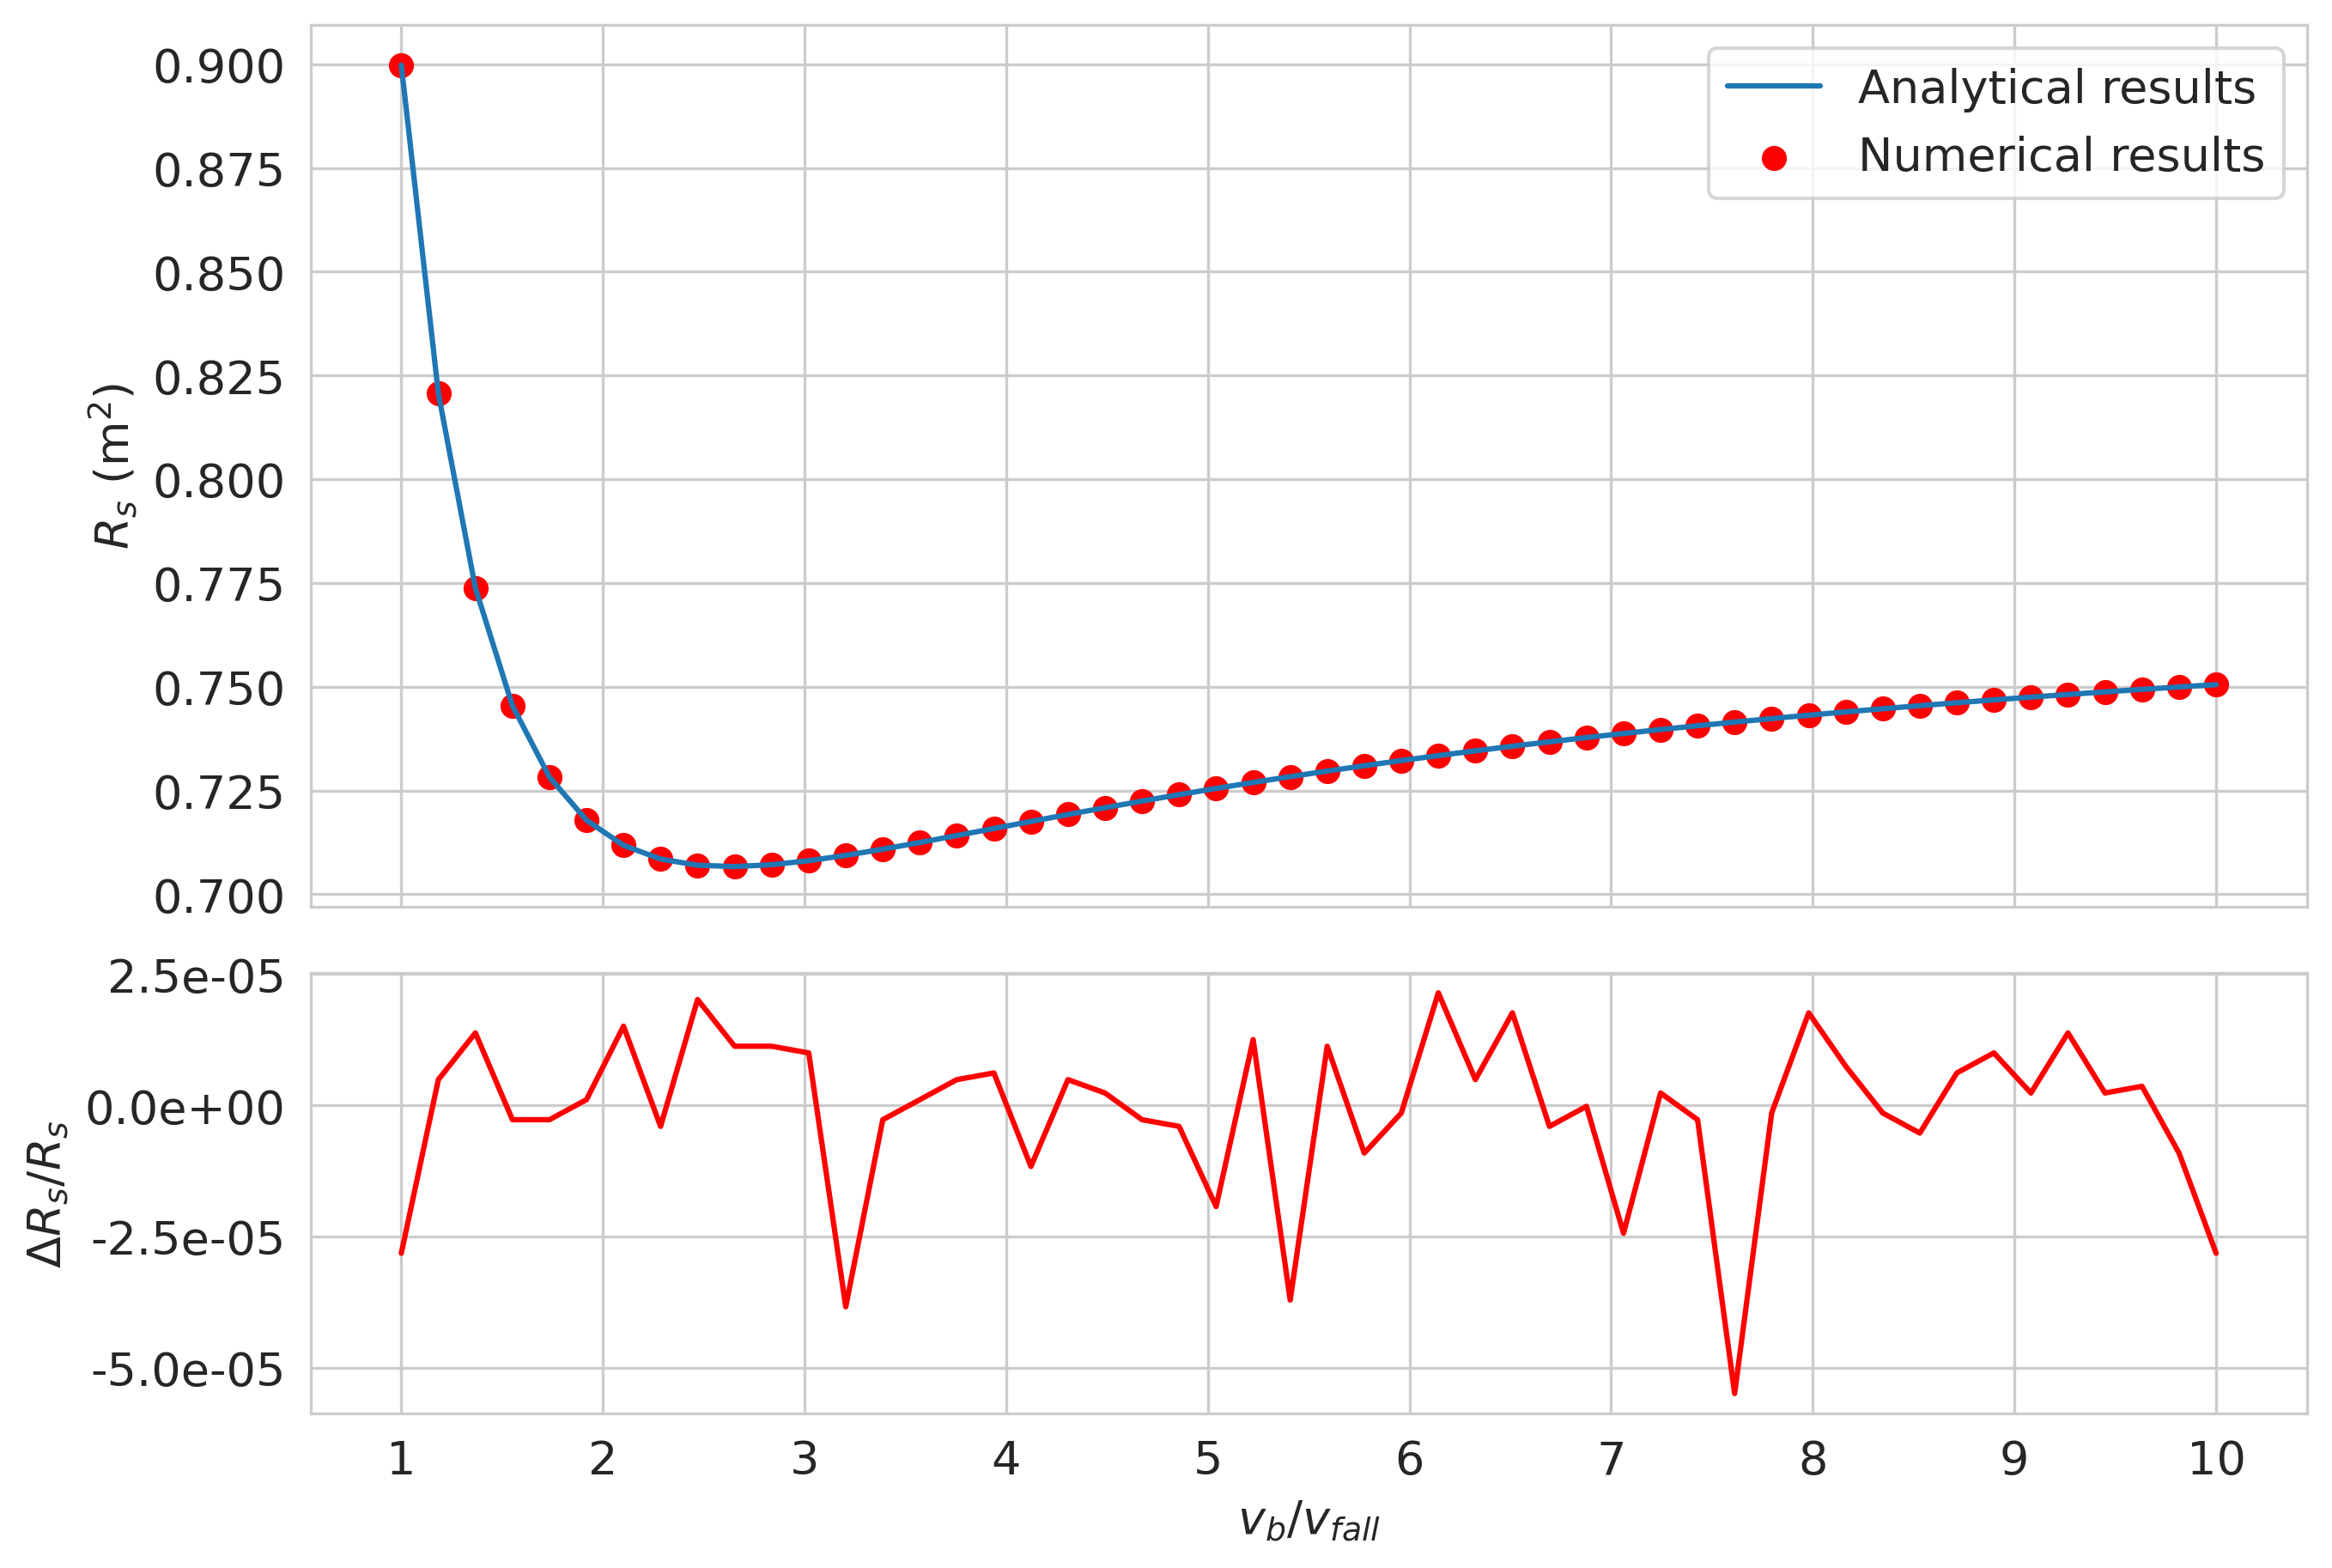 0.900
0.875
0.850
0.825
0.800
0.775
0.750
0.725
0.700
R_s (m²)
Analytical results
Numerical results
2.5e-05
0.0e+00
-2.5e-05
-5.0e-05
ΔR_s/R_s
1 2 3 4 5 6 7 8 9 10
v_b/v_fall